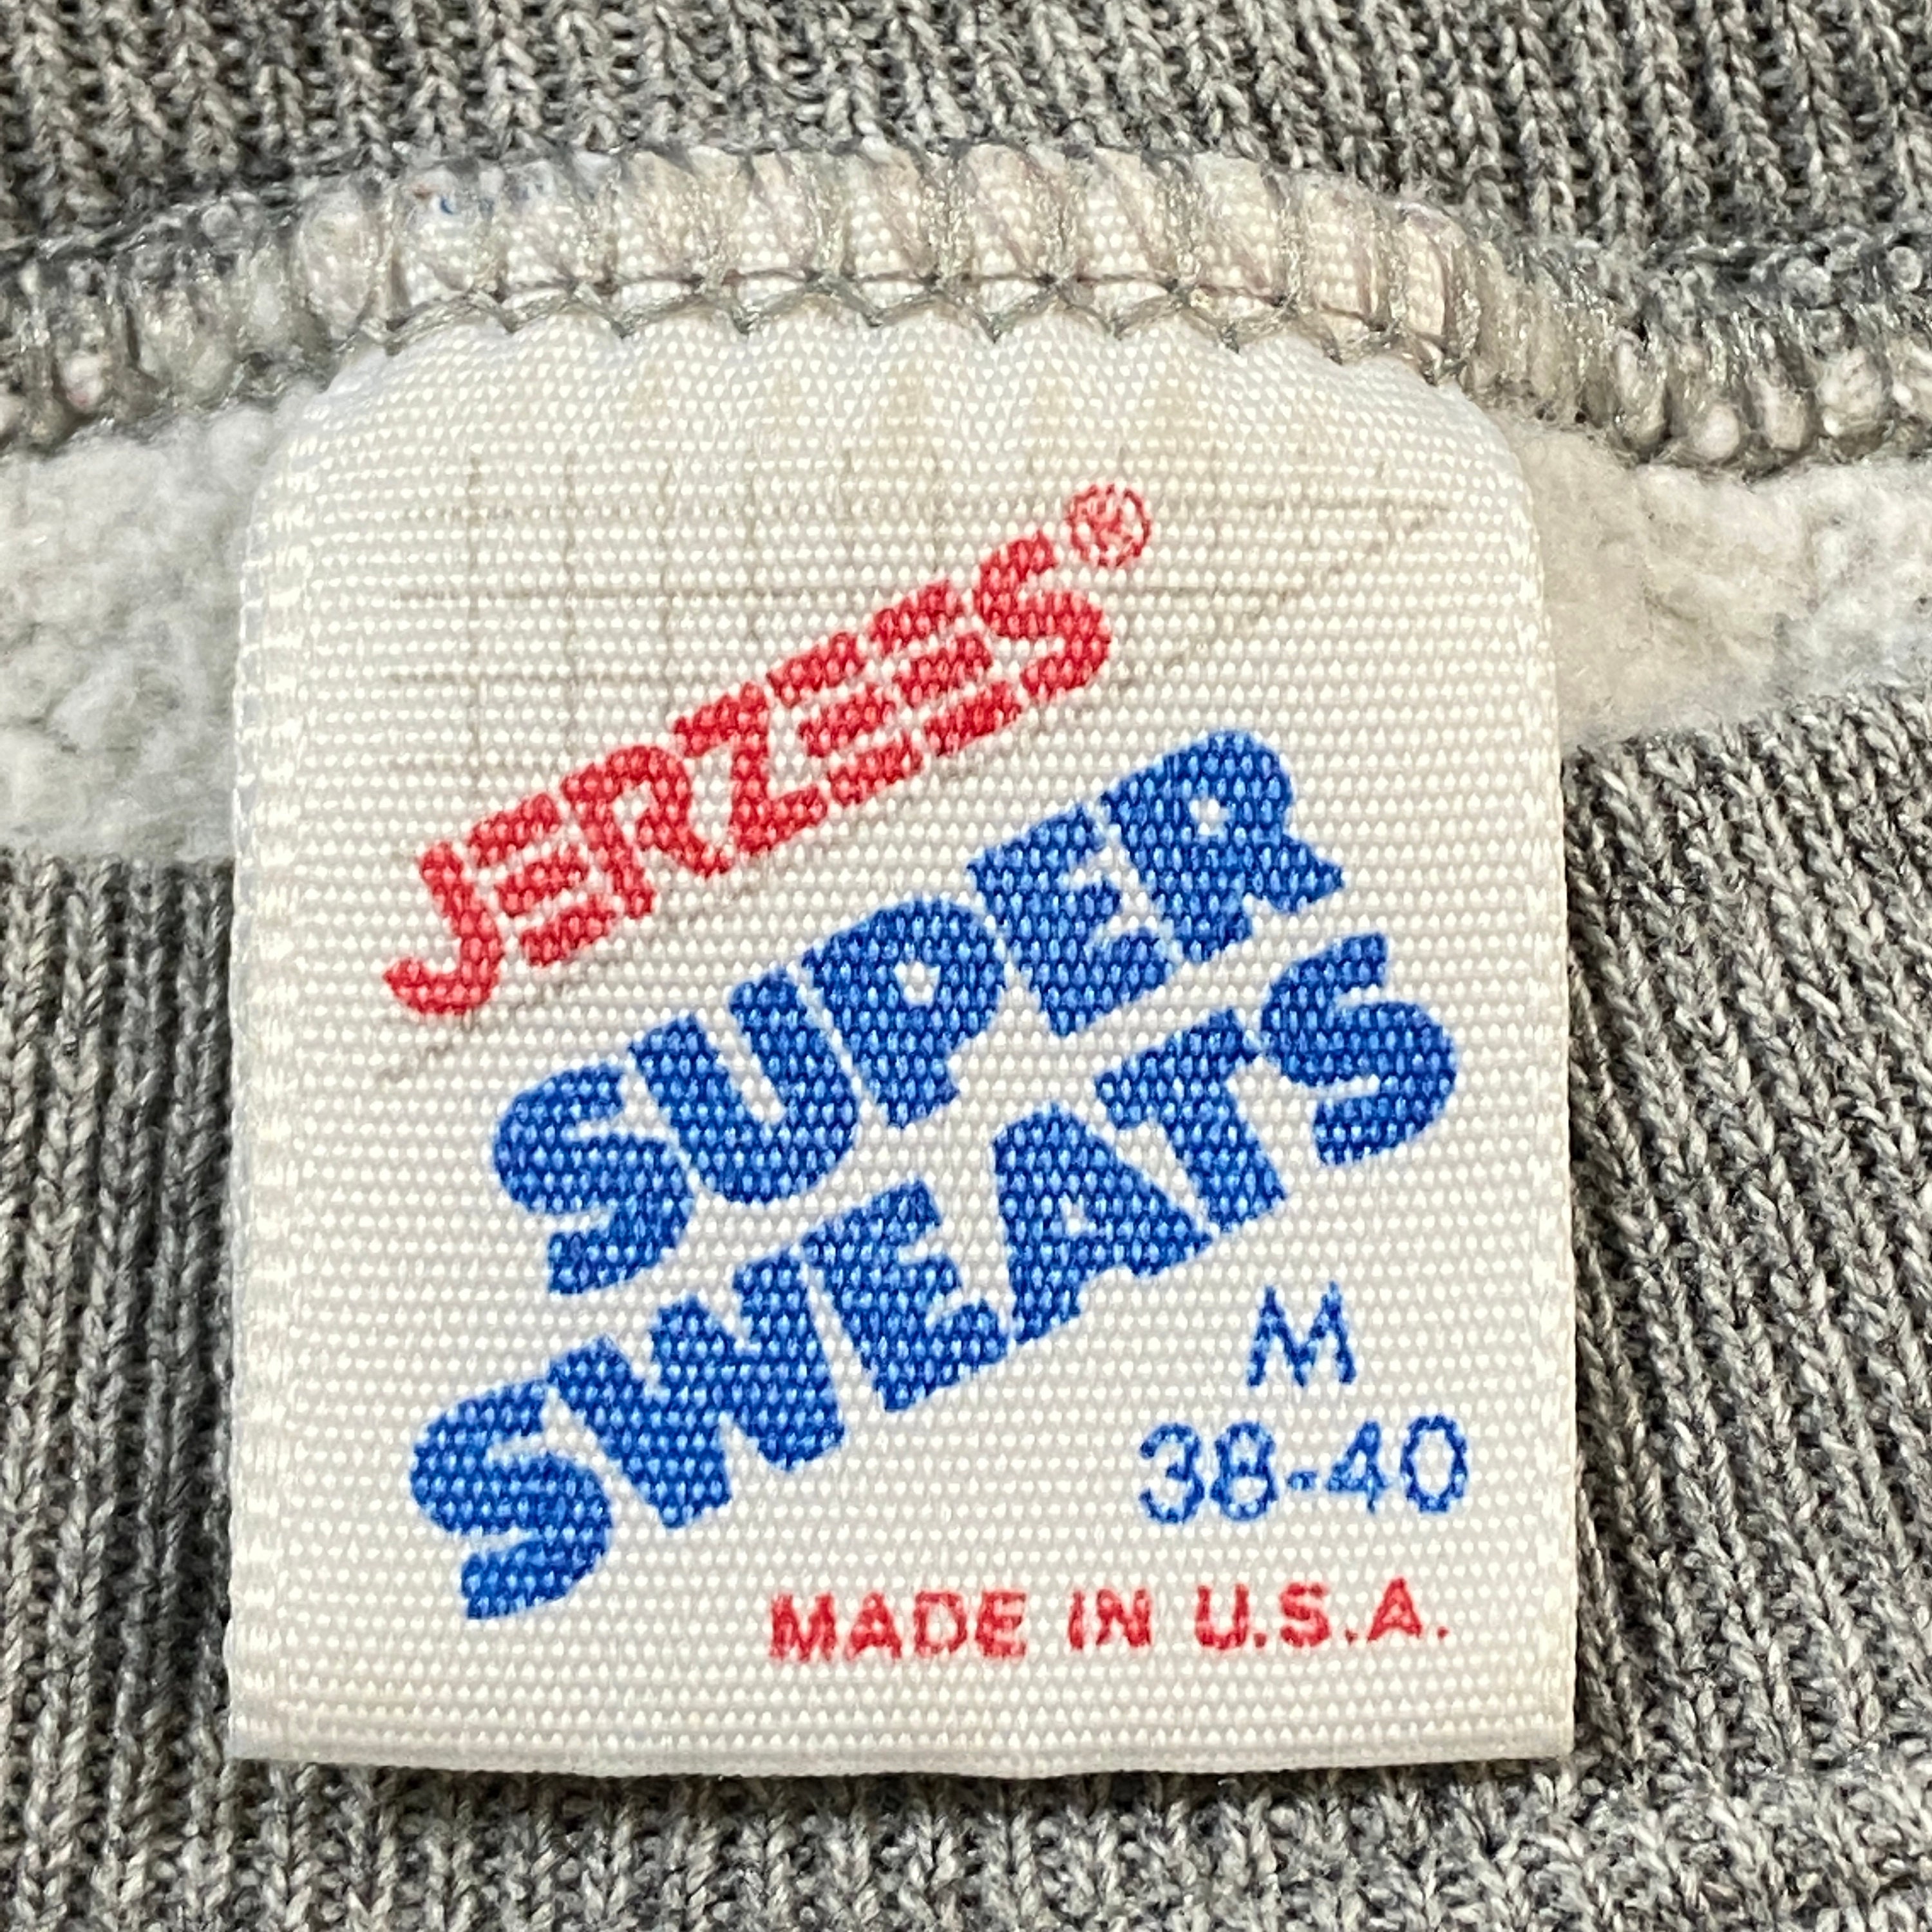 JERZEES®
SUPER
SWEATS
M
38-40
MADE IN U.S.A.